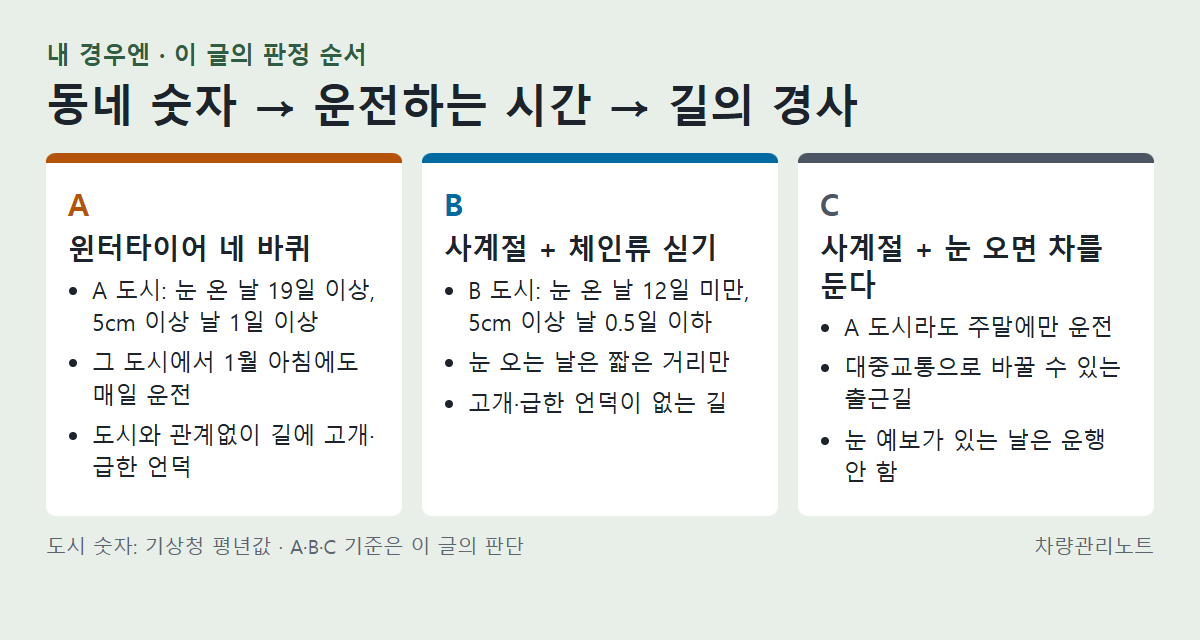 내 경우엔 · 이 글의 판정 순서
동네 숫자 → 운전하는 시간 → 길의 경사
A
윈터타이어 네 바퀴
• A 도시: 눈 온 날 19일 이상,
5cm 이상 날 1일 이상
• 그 도시에서 1월 아침에도
매일 운전
• 도시와 관계없이 길에 고개·
급한 언덕
B
사계절 + 체인류 싣기
• B 도시: 눈 온 날 12일 미만,
5cm 이상 날 0.5일 이하
• 눈 오는 날은 짧은 거리만
• 고개·급한 언덕이 없는 길
C
사계절 + 눈 오면 차를
둔다
• A 도시라도 주말에만 운전
• 대중교통으로 바꿀 수 있는
출근길
• 눈 예보가 있는 날은 운행
안 함
도시 숫자: 기상청 평년값 · A·B·C 기준은 이 글의 판단
차량관리노트